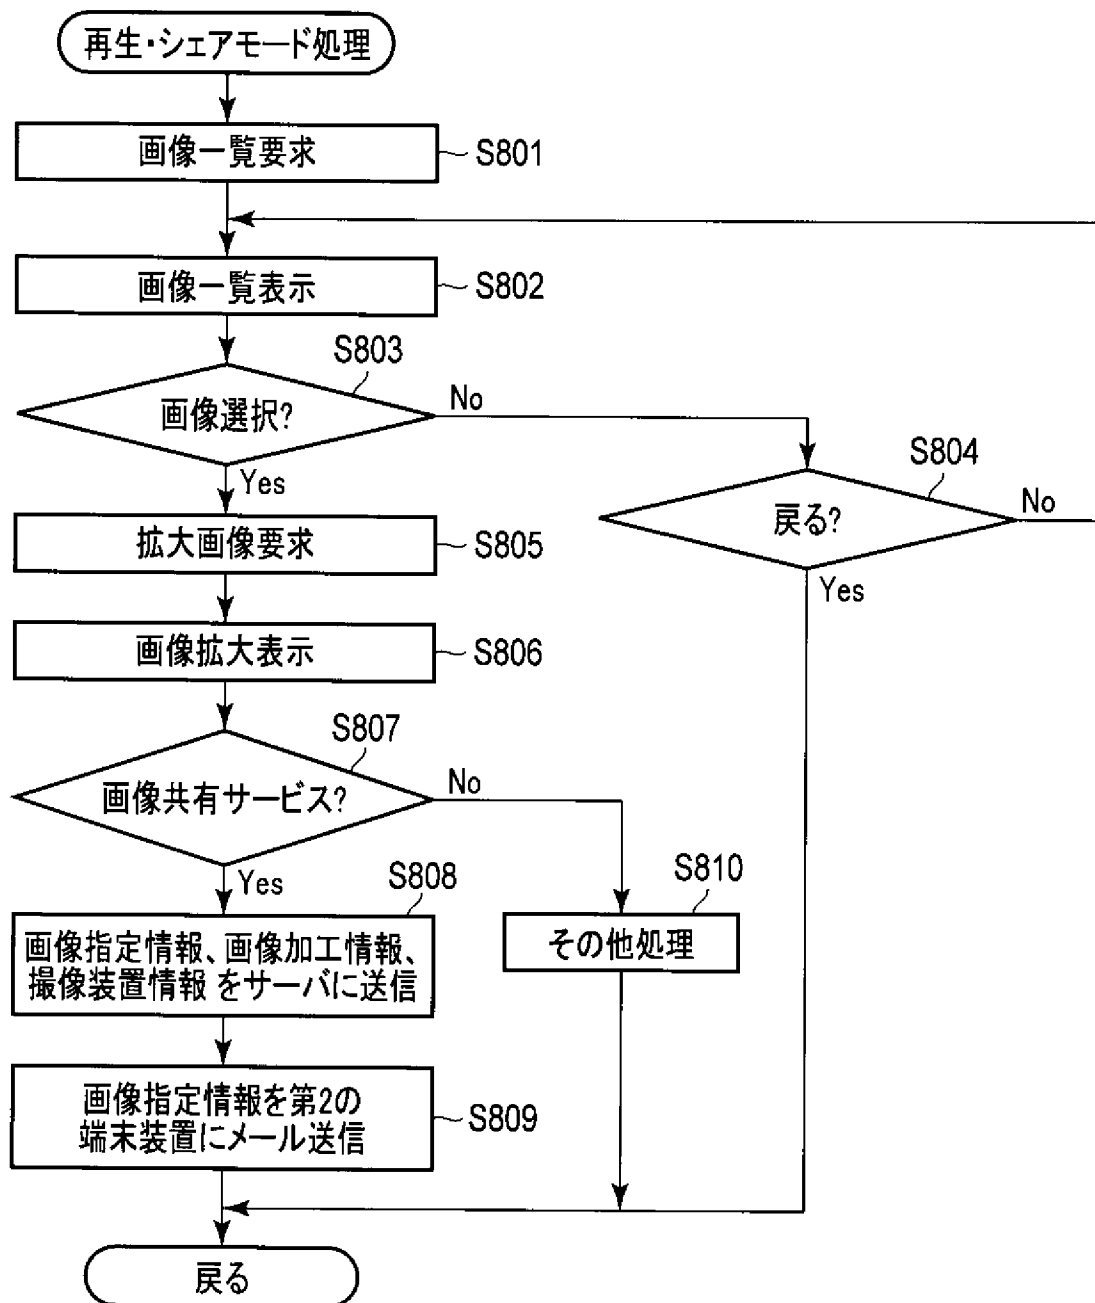 再生・シェアモード処理
画像一覧要求
S801
画像一覧表示
S802
S803
画像選択?
No
Yes
S804
戻る?
No
Yes
拡大画像要求
S805
画像拡大表示
S806
S807
画像共有サービス?
No
Yes
S808
画像指定情報、画像加工情報、
撮像装置情報 をサーバに送信
S810
その他処理
画像指定情報を第2の
端末装置にメール送信
S809
戻る